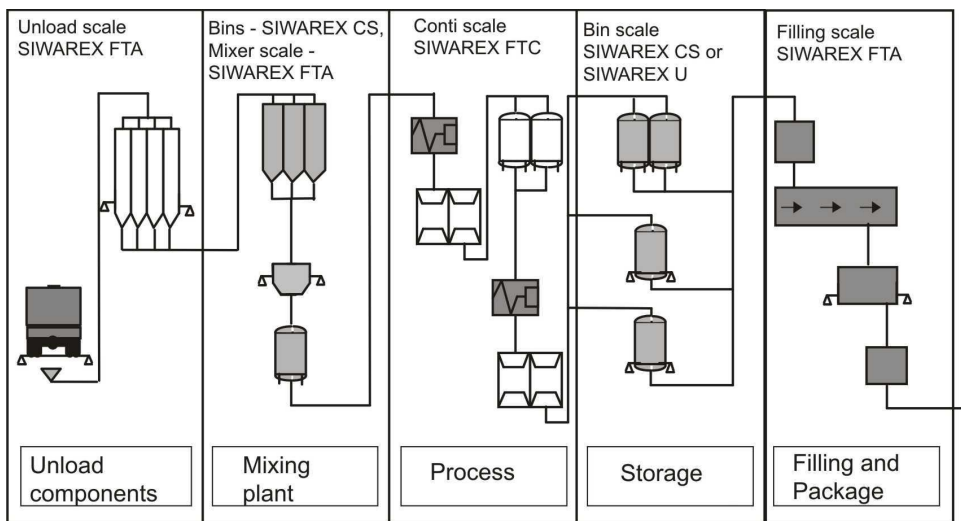 Unload scale
SIWAREX FTA
Bins - SIWAREX CS,
Mixer scale -
SIWAREX FTA
Conti scale
SIWAREX FTC
Bin scale
SIWAREX CS or
SIWAREX U
Filling scale
SIWAREX FTA
Unload
components
Mixing
plant
Process
Storage
Filling and
Package